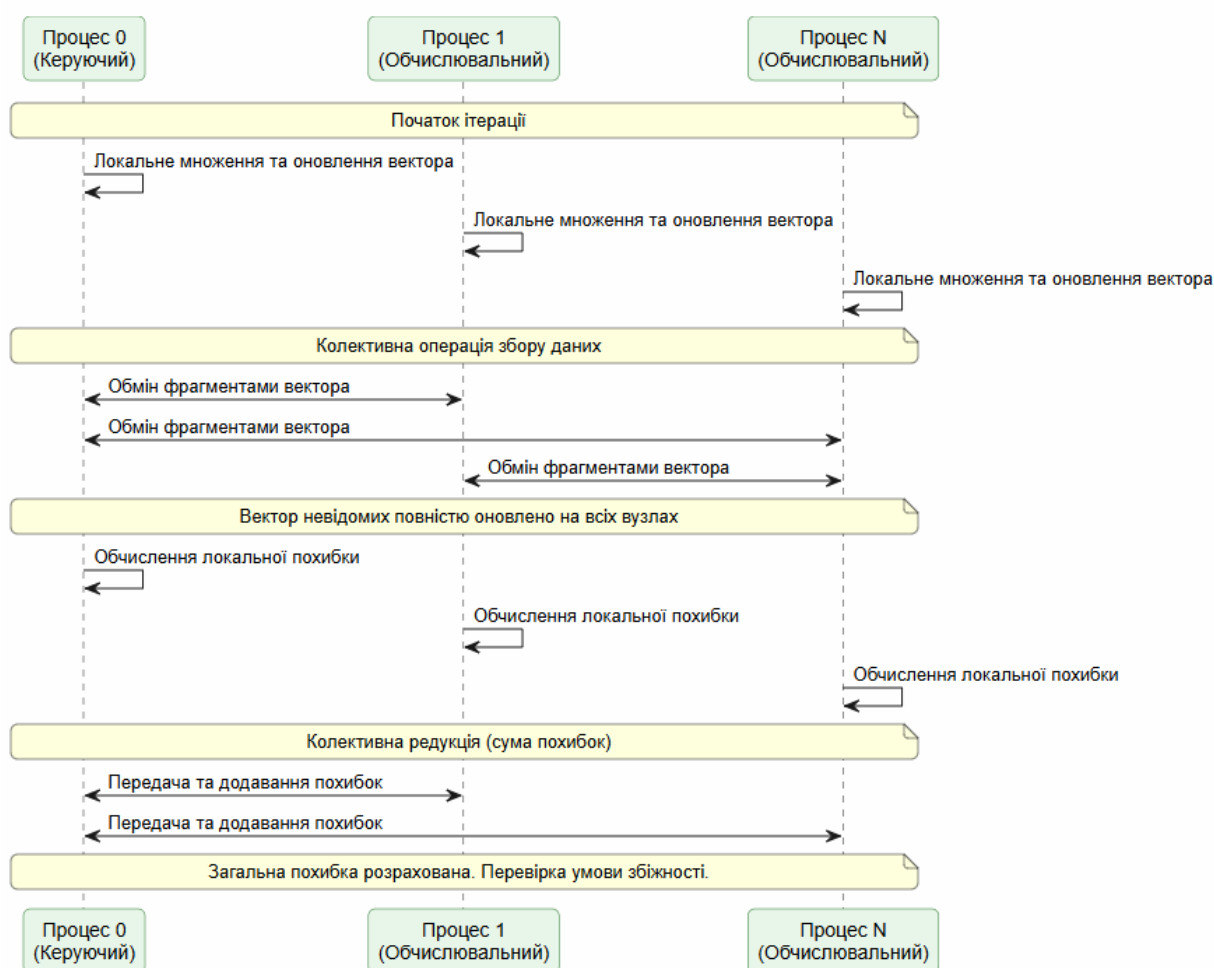 Процес 0
(Керуючий)
Процес 1
(Обчислювальний)
Процес N
(Обчислювальний)
Початок ітерації
Локальне множення та оновлення вектора
Локальне множення та оновлення вектора
Локальне множення та оновлення вектора
Колективна операція збору даних
Обмін фрагментами вектора
Обмін фрагментами вектора
Обмін фрагментами вектора
Вектор невідомих повністю оновлено на всіх вузлах
Обчислення локальної похибки
Обчислення локальної похибки
Обчислення локальної похибки
Колективна редукція (сума похибок)
Передача та додавання похибок
Передача та додавання похибок
Загальна похибка розрахована. Перевірка умови збіжності.
Процес 0
(Керуючий)
Процес 1
(Обчислювальний)
Процес N
(Обчислювальний)